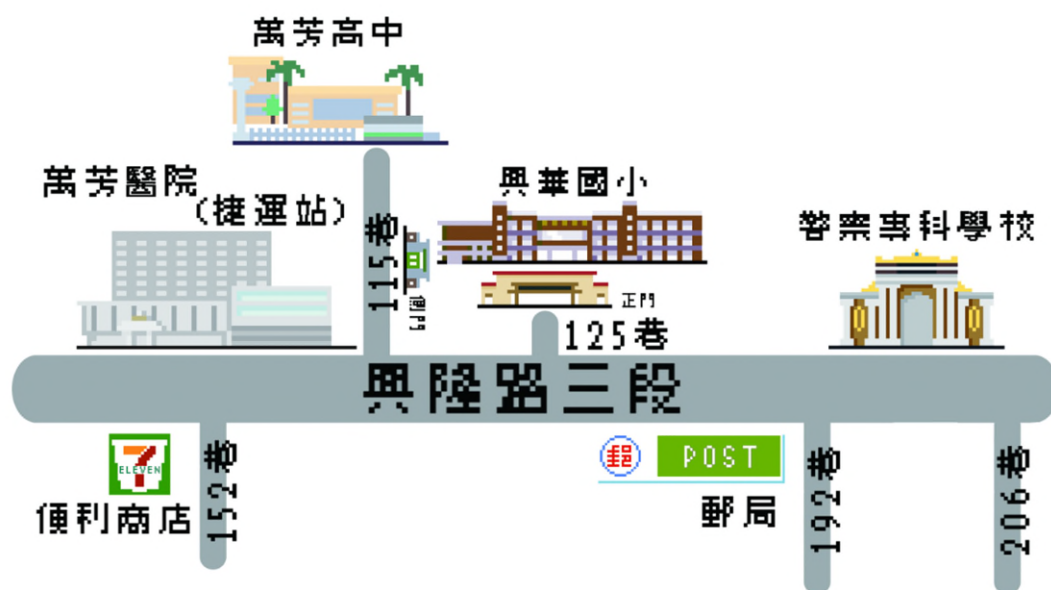 萬芳高中
萬芳醫院
(捷運站)
115巷
側門
興華國小
正門
125巷
警察專科學校
興隆路三段
7
ELEVEN
便利商店
152巷
郵
POST
郵局
192巷
206巷